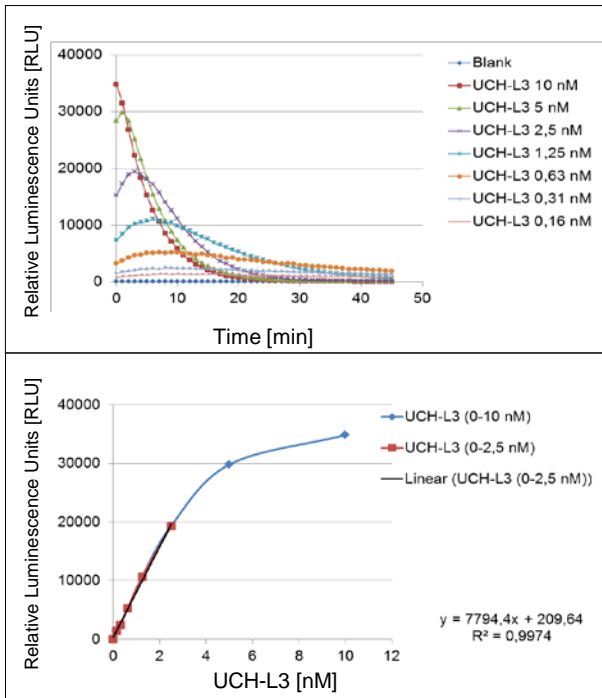 Relative Luminescence Units [RLU]
40000
30000
20000
10000
0
0 10 20 30 40 50
Time [min]
Blank
UCH-L3 10 nM
UCH-L3 5 nM
UCH-L3 2,5 nM
UCH-L3 1,25 nM
UCH-L3 0,63 nM
UCH-L3 0,31 nM
UCH-L3 0,16 nM
Relative Luminescence Units [RLU]
40000
30000
20000
10000
0
0 2 4 6 8 10 12
UCH-L3 [nM]
UCH-L3 (0-10 nM)
UCH-L3 (0-2,5 nM)
Linear (UCH-L3 (0-2,5 nM))
y = 7794,4x + 209,64
R² = 0,9974